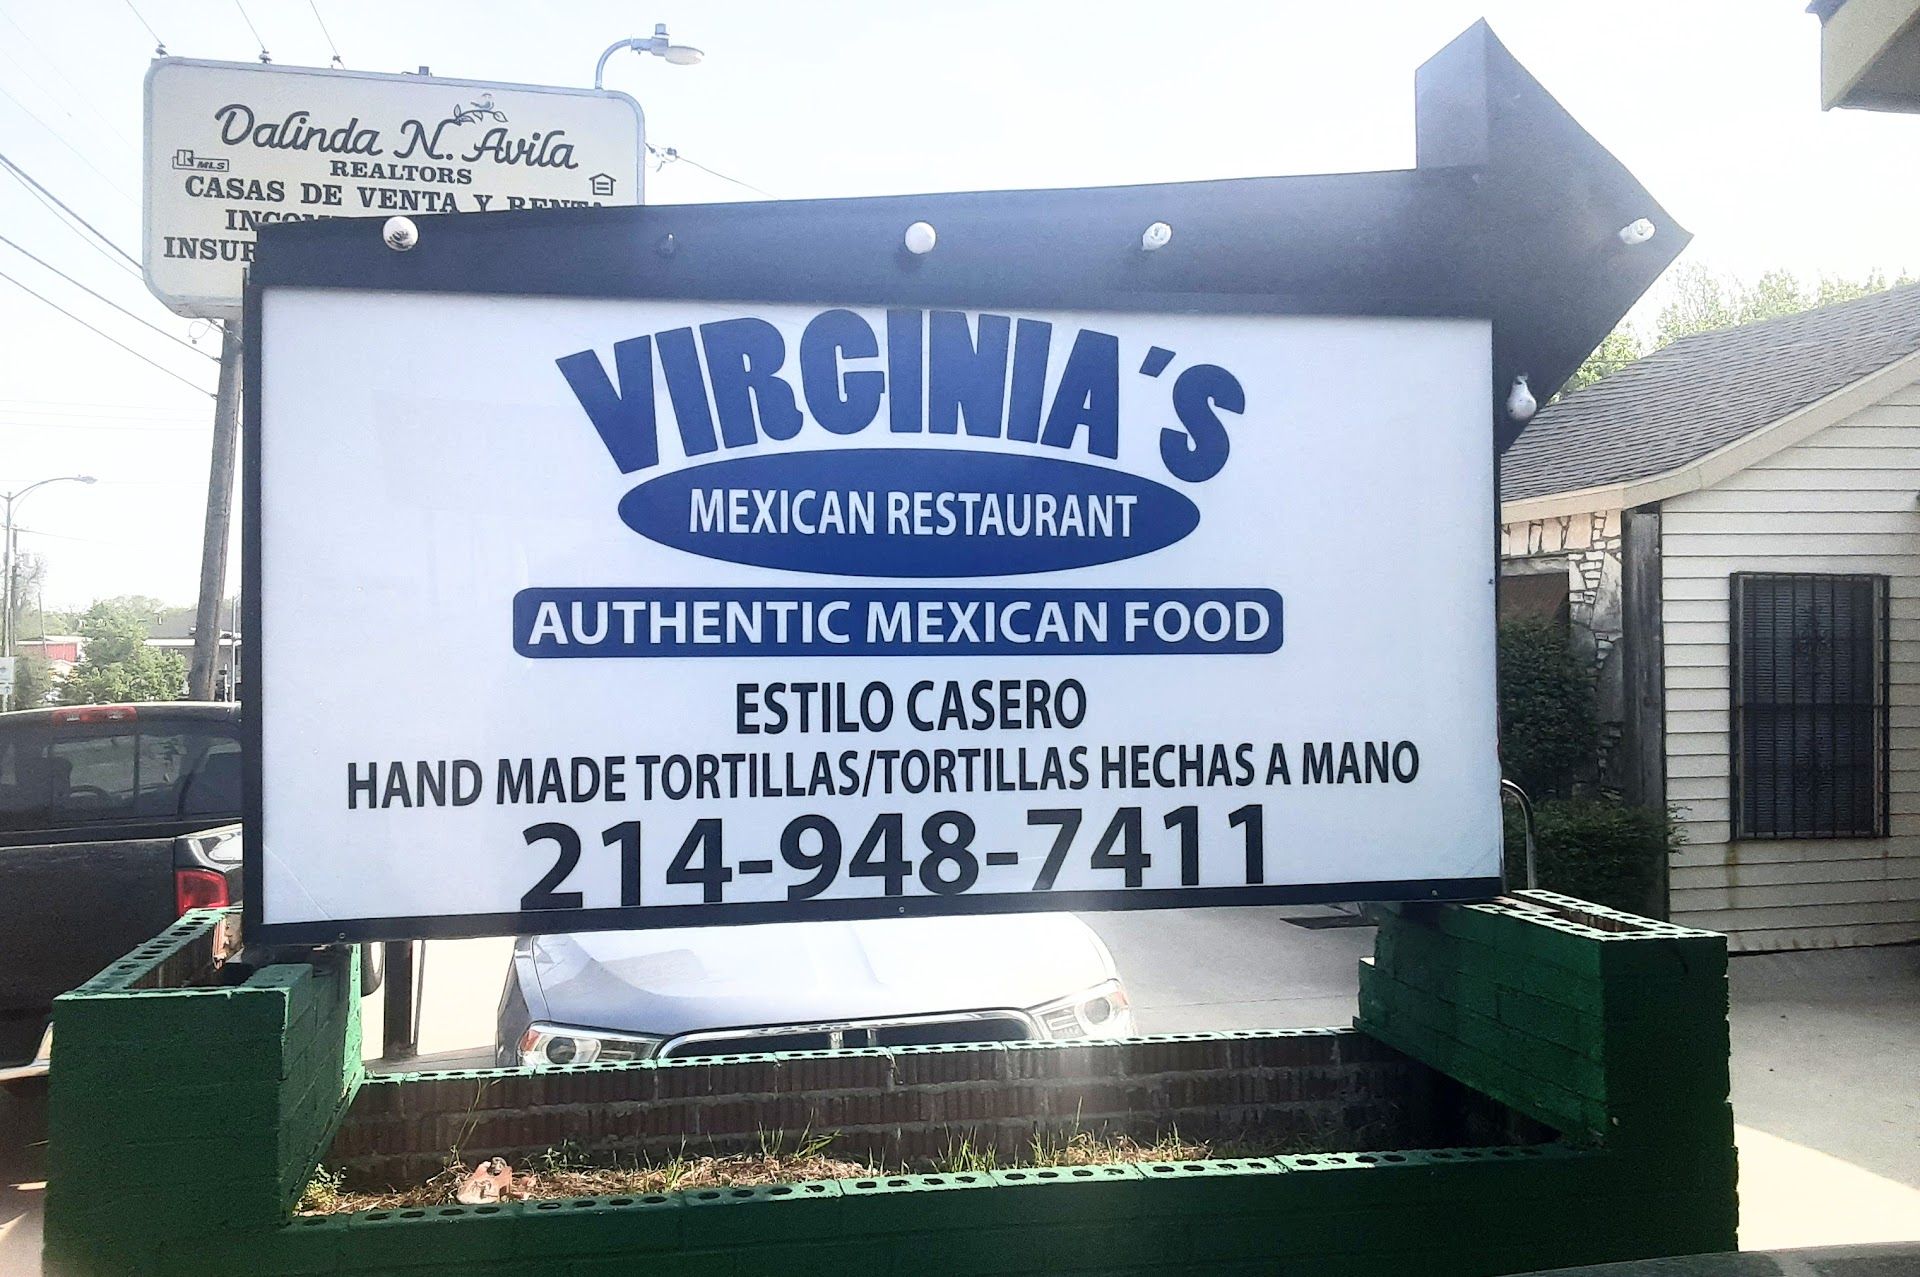 Dalinda N. Avila
REALTORS
MLS
CASAS DE VENTA Y RENTA
VIRGINIA'S
MEXICAN RESTAURANT
AUTHENTIC MEXICAN FOOD
ESTILO CASERO
HAND MADE TORTILLAS/TORTILLAS HECHAS A MANO
214-948-7411